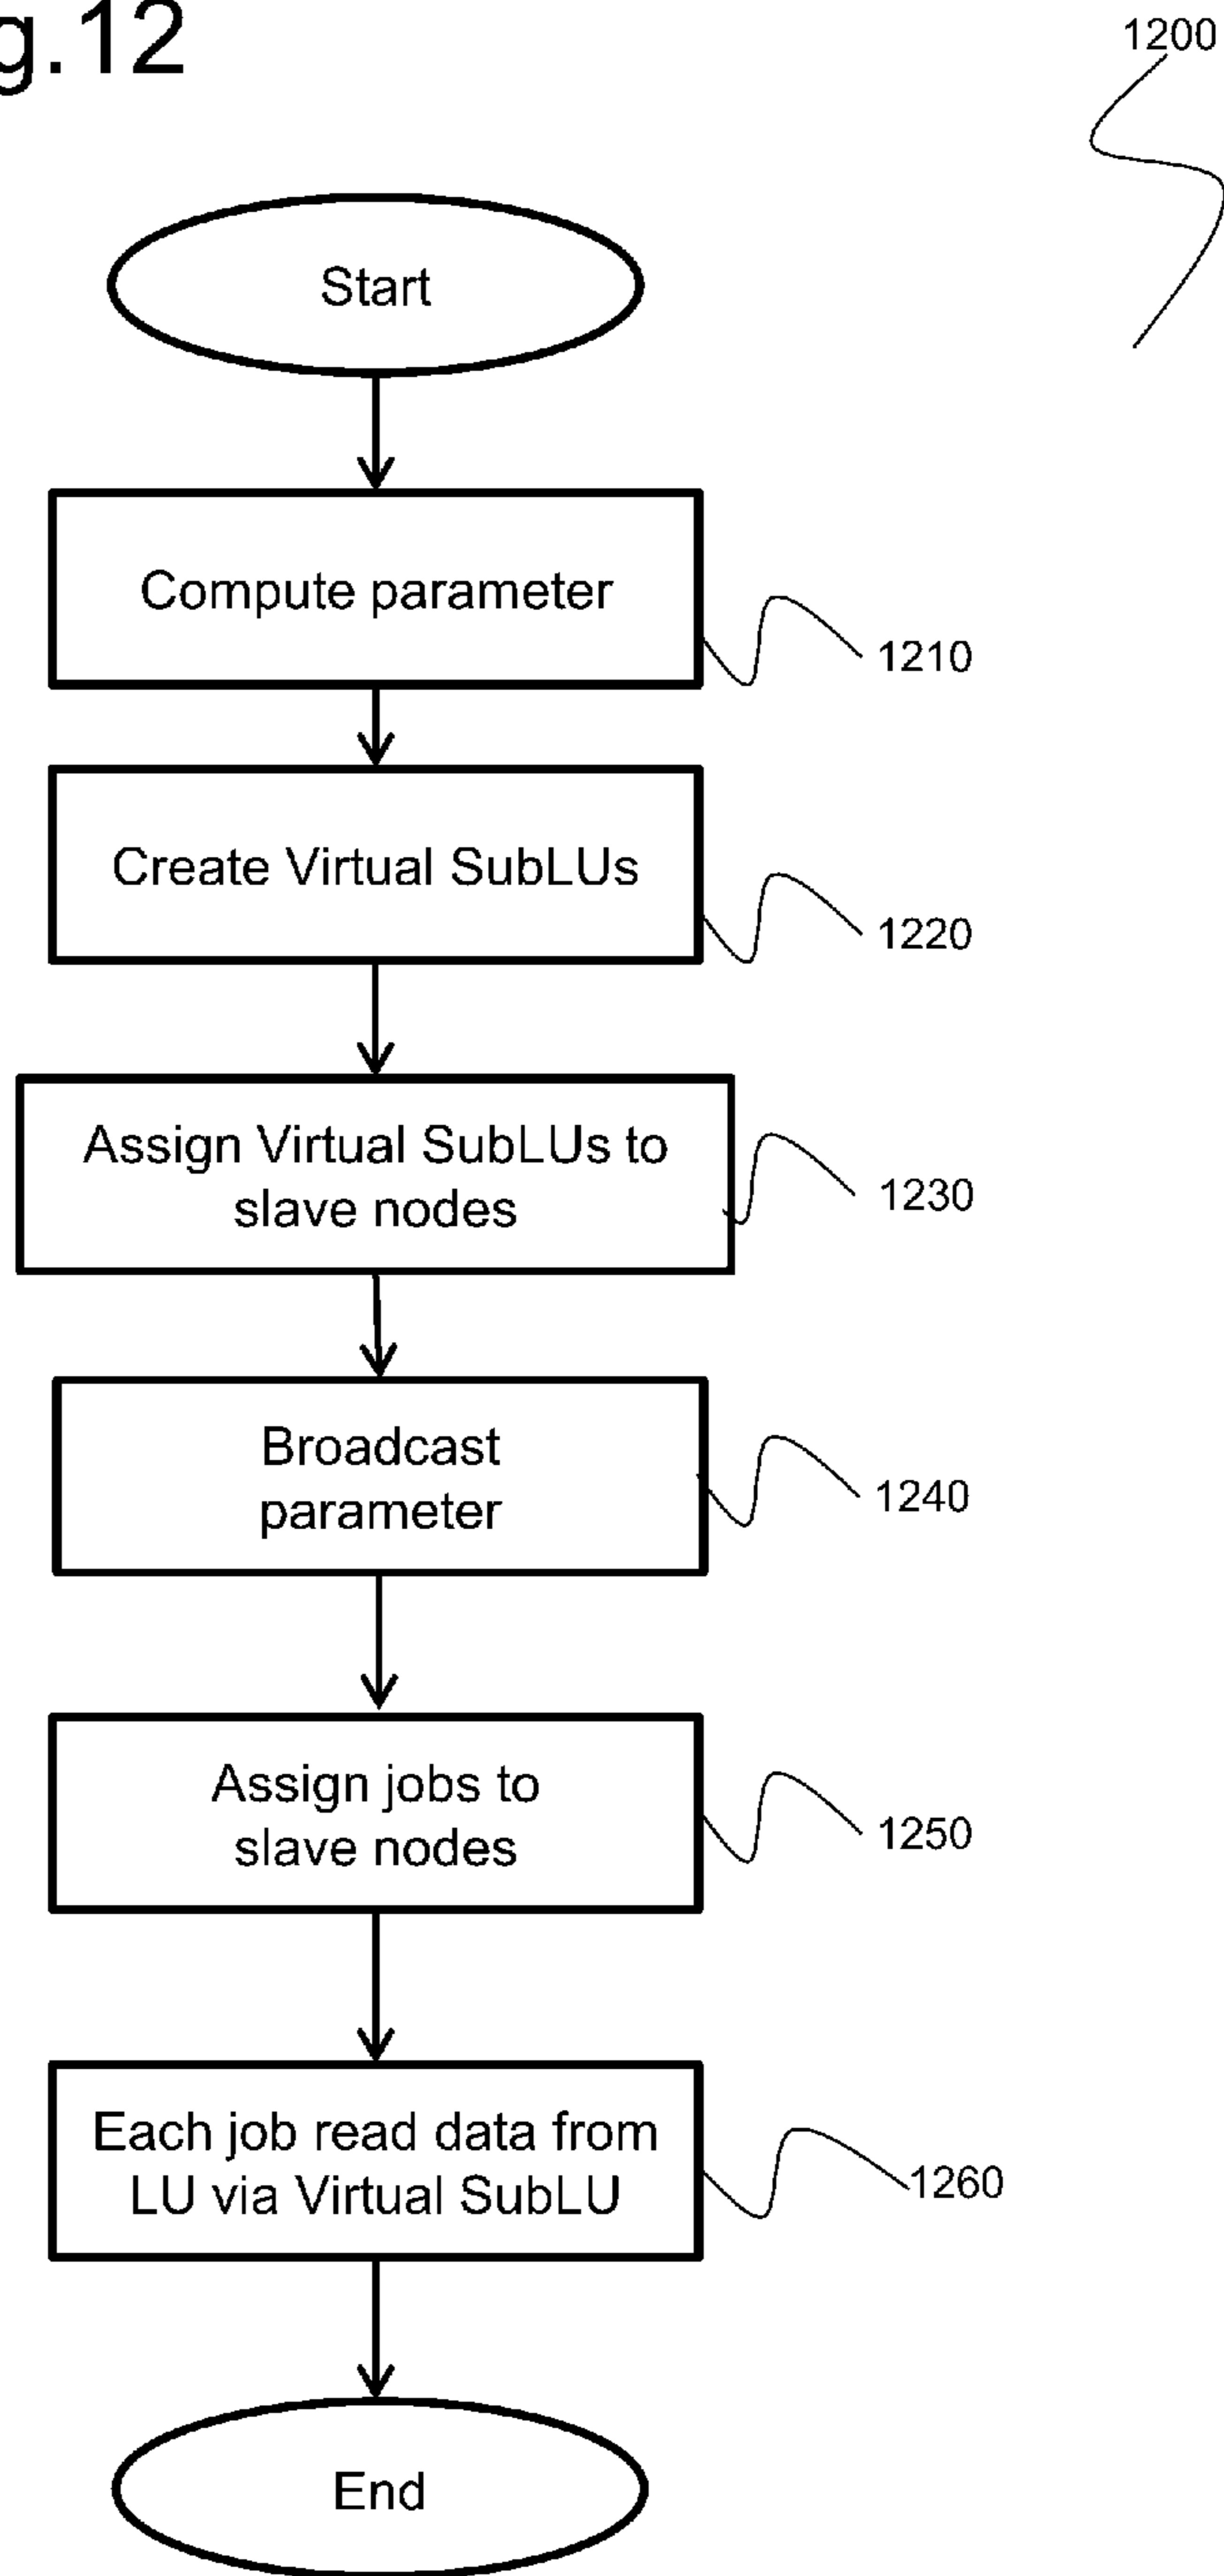 g.12
1200
Start
Compute parameter
1210
Create Virtual SubLUs
1220
Assign Virtual SubLUs to
slave nodes
1230
Broadcast
parameter
1240
Assign jobs to
slave nodes
1250
Each job read data from
LU via Virtual SubLU
1260
End